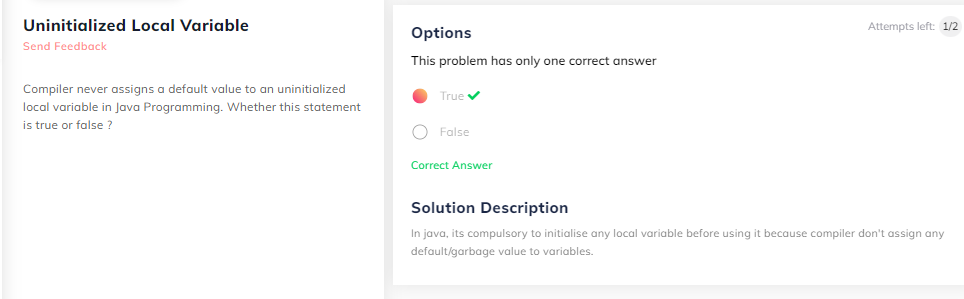 Uninitialized Local Variable
Send Feedback
Compiler never assigns a default value to an uninitialized
local variable in Java Programming. Whether this statement
is true or false ?
Attempts left: 1/2
Options
This problem has only one correct answer
True
False
Correct Answer
Solution Description
In java, its compulsory to initialise any local variable before using it because compiler don't assign any
default/garbage value to variables.